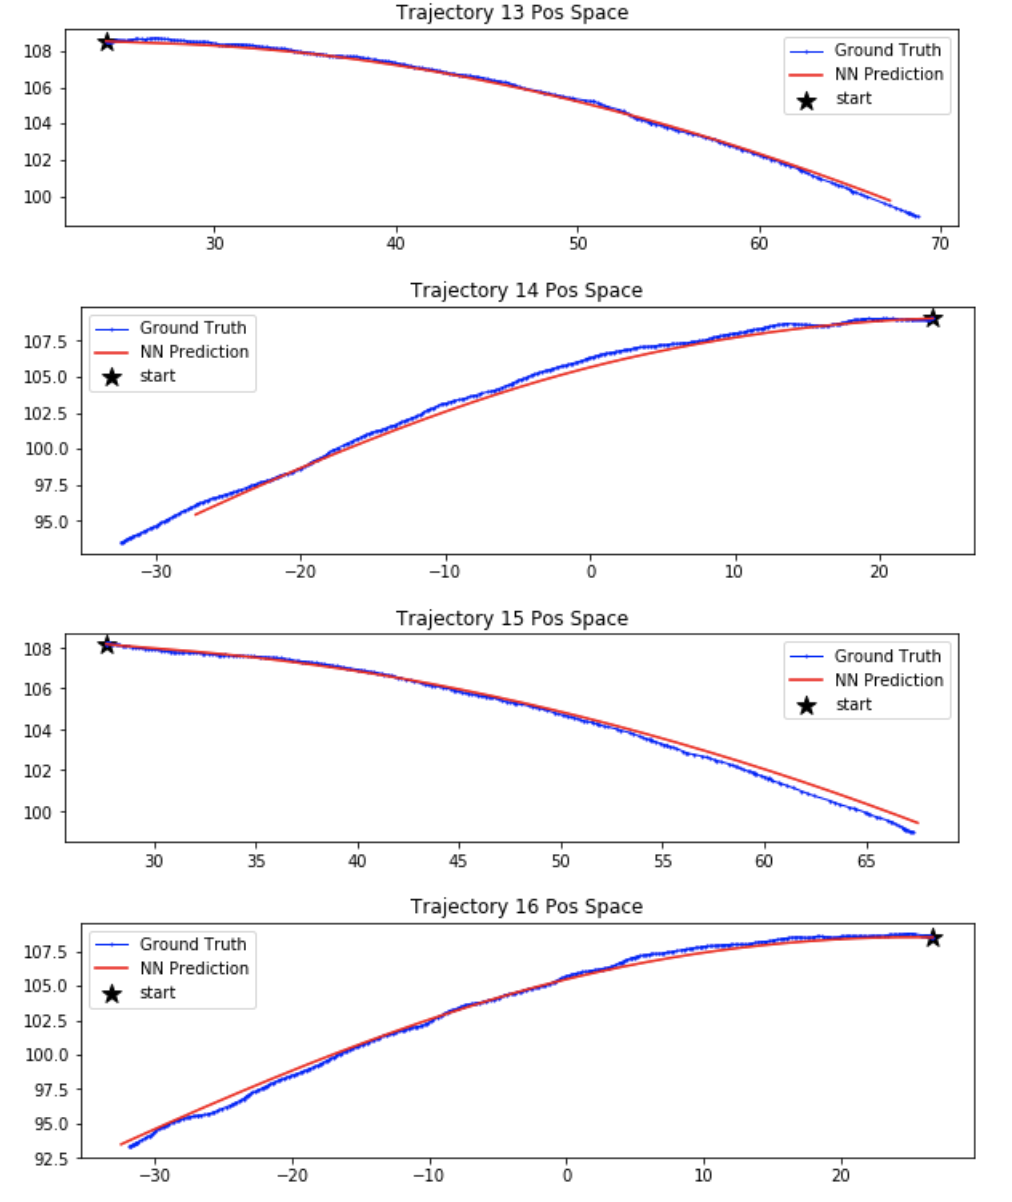 Trajectory 13 Pos Space
108
106
104
102
100
Ground Truth
NN Prediction
start
30 40 50 60 70
Trajectory 14 Pos Space
107.5
105.0
102.5
100.0
97.5
95.0
Ground Truth
NN Prediction
start
−30 −20 −10 0 10 20
Trajectory 15 Pos Space
108
106
104
102
100
Ground Truth
NN Prediction
start
30 35 40 45 50 55 60 65
Trajectory 16 Pos Space
107.5
105.0
102.5
100.0
97.5
95.0
92.5
Ground Truth
NN Prediction
start
−30 −20 −10 0 10 20